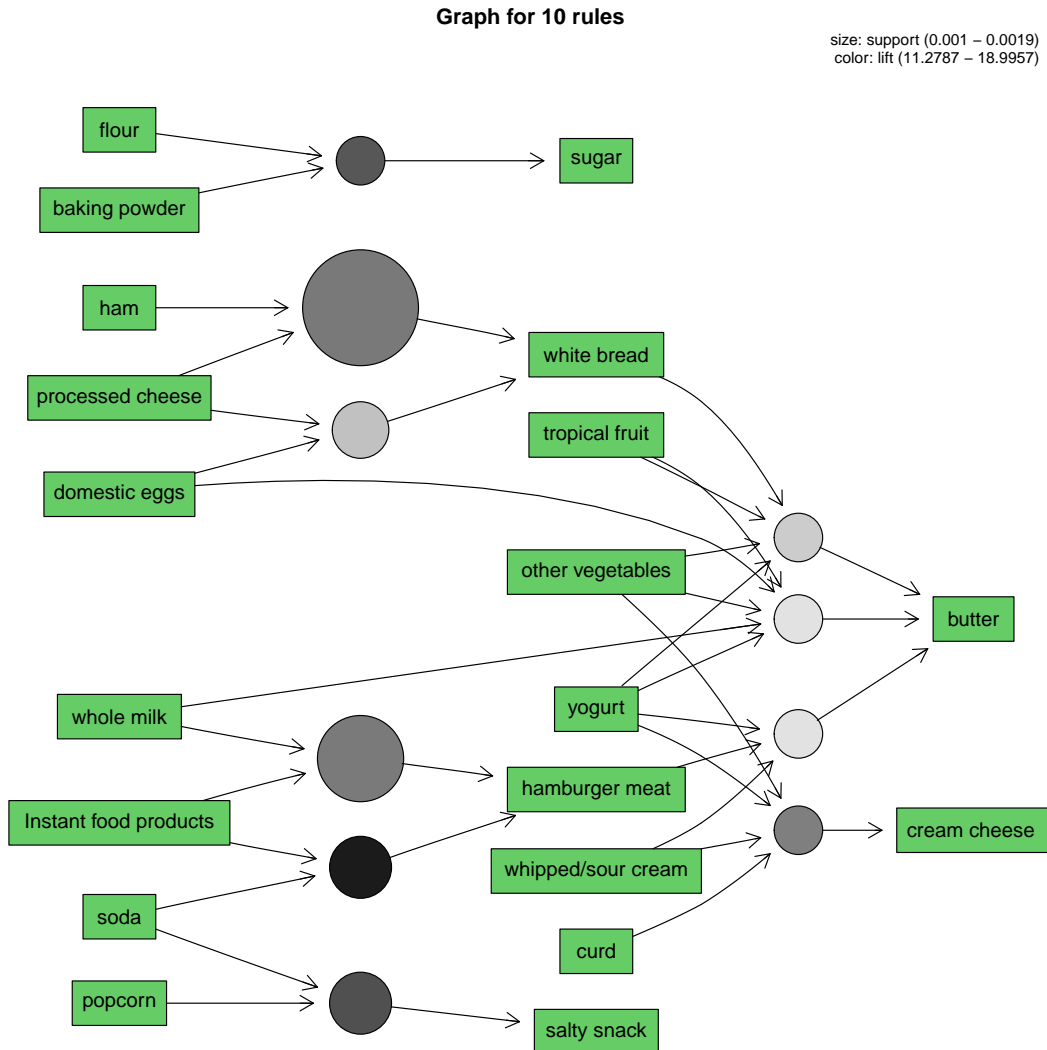 Graph for 10 rules
size: support (0.001 − 0.0019)
color: lift (11.2787 − 18.9957)
flour
sugar
baking powder
ham
white bread
processed cheese
tropical fruit
domestic eggs
other vegetables
butter
whole milk
yogurt
hamburger meat
Instant food products
cream cheese
whipped/sour cream
soda
curd
popcorn
salty snack